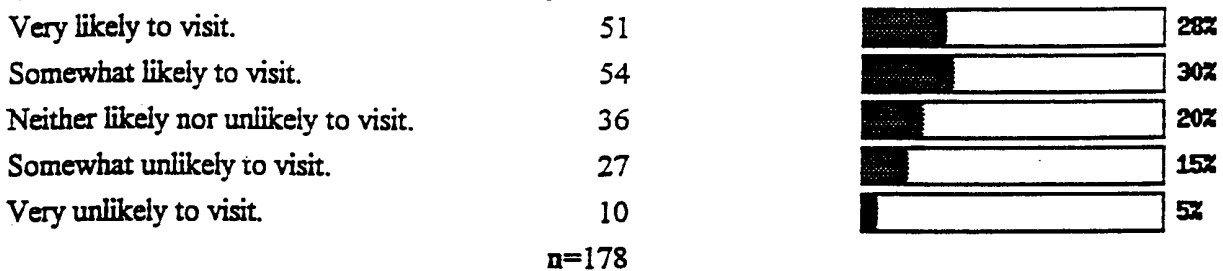 Very likely to visit. 51 28%
Somewhat likely to visit. 54 30%
Neither likely nor unlikely to visit. 36 20%
Somewhat unlikely to visit. 27 15%
Very unlikely to visit. 10 5%
n=178